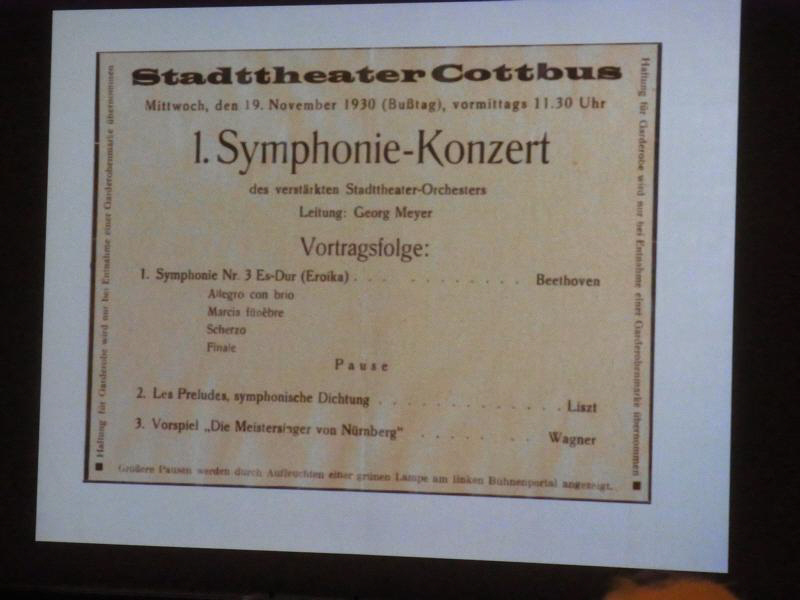 Stadttheater Cottbus
Mittwoch, den 19. November 1930 (Bußtag), vormittags 11.30 Uhr
1. Symphonie-Konzert
des verstärkten Stadttheater-Orchesters
Leitung: Georg Meyer
Vortragsfolge:
1. Symphonie Nr. 3 Es-Dur (Eroika) . . . . . . . . . . Beethoven
Allegro con brio
Marcia funèbre
Scherzo
Finale
Pause
2. Les Preludes, symphonische Dichtung . . . . . . . . . . Liszt
3. Vorspiel „Die Meistersinger von Nürnberg“ . . . . . . . Wagner
Größere Pausen werden durch Aufleuchten einer grünen Lampe am linken Bühnenportal angezeigt.
Haftung für Garderobe wird nur bei Entnahme einer Garderobenmarke übernommen
Haftung für Garderobe wird nur bei Entnahme einer Garderobenmarke übernommen